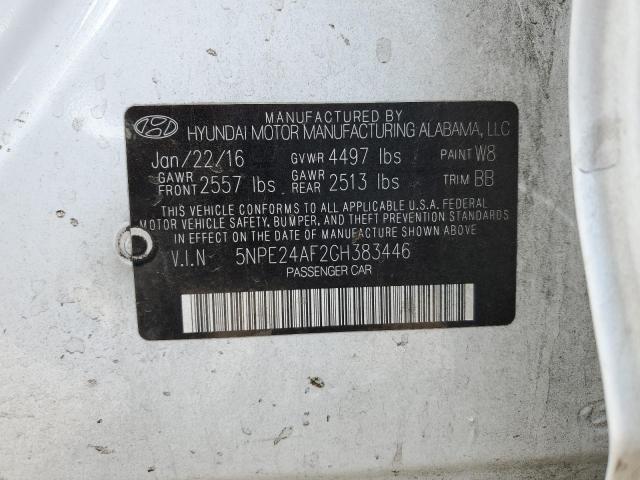 MANUFACTURED BY
HYUNDAI MOTOR MANUFACTURING ALABAMA, LLC
Jan/22/16 GVWR 4497 lbs PAINT W8
GAWR FRONT 2557 lbs GAWR REAR 2513 lbs TRIM BB
THIS VEHICLE CONFORMS TO ALL APPLICABLE U.S.A. FEDERAL
MOTOR VEHICLE SAFETY, BUMPER, AND THEFT PREVENTION
STANDARDS IN EFFECT ON THE DATE OF MANUFACTURE SHOWN ABOVE
V.I.N 5NPE24AF2GH383446
PASSENGER CAR